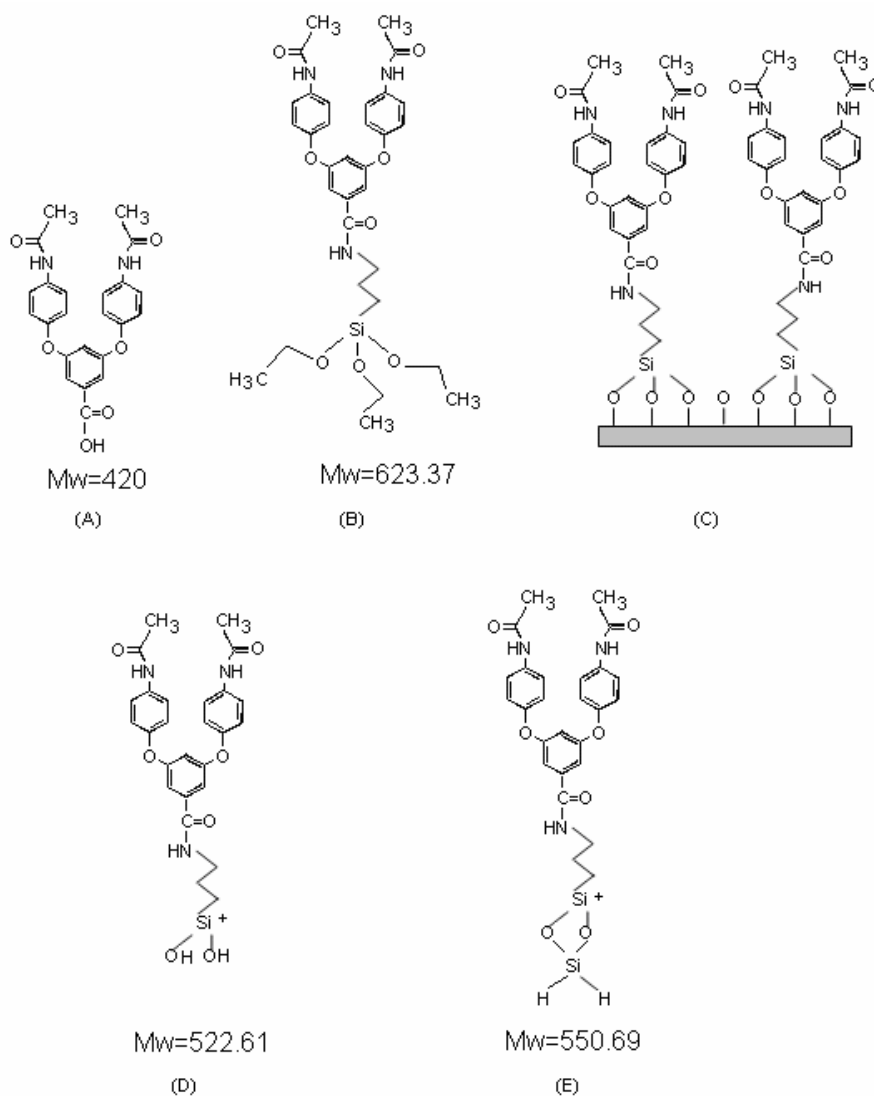 CH3 CH3
O O
HN NH
O O
C=O
OH
Mw=420
(A)
CH3 CH3
O O
HN NH
O O
C=O
HN
Si
O O O
H3C CH3
CH3
Mw=623.37
(B)
CH3 CH3 CH3 CH3
O O O O
HN NH HN NH
O O O O
C=O C=O
HN NH
Si Si
O O O O O O O
(C)
CH3 CH3
O O
HN NH
O O
C=O
HN
Si +
OH OH
Mw=522.61
(D)
CH3 CH3
O O
HN NH
O O
C=O
HN
Si +
O O
Si
H H
Mw=550.69
(E)